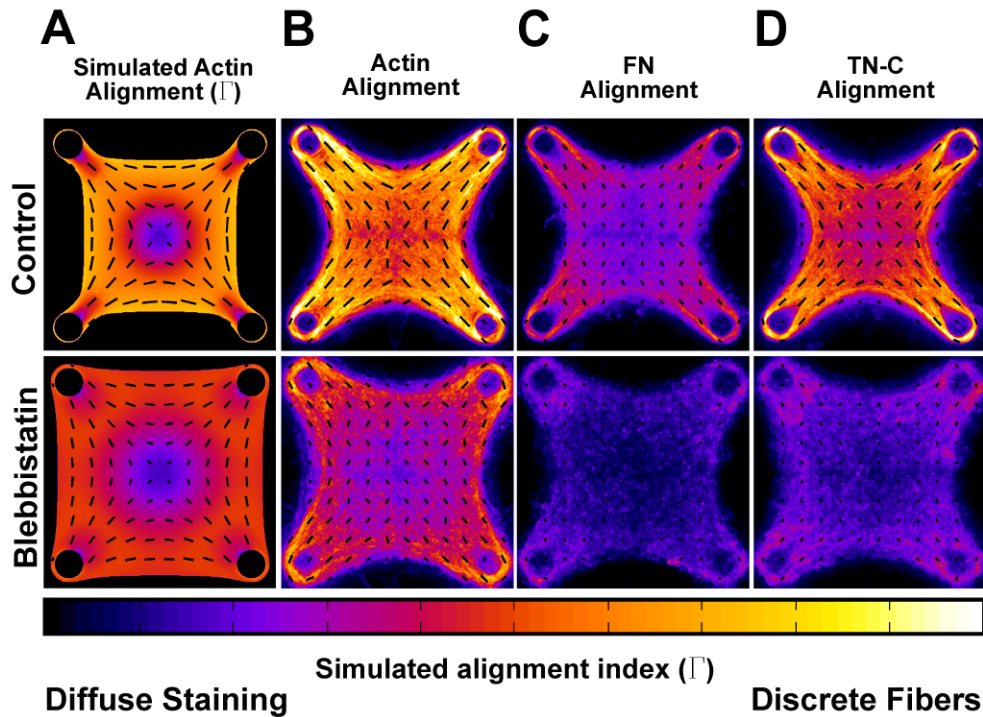 A
B
C
D
Simulated Actin
Alignment (Γ)
Actin
Alignment
FN
Alignment
TN-C
Alignment
Control
Blebbistatin
Simulated alignment index (Γ)
Diffuse Staining
Discrete Fibers